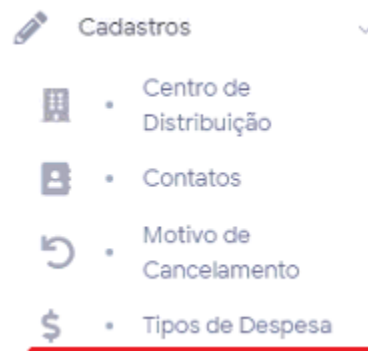 Cadastros
Centro de
Distribuição
Contatos
Motivo de
Cancelamento
Tipos de Despesa